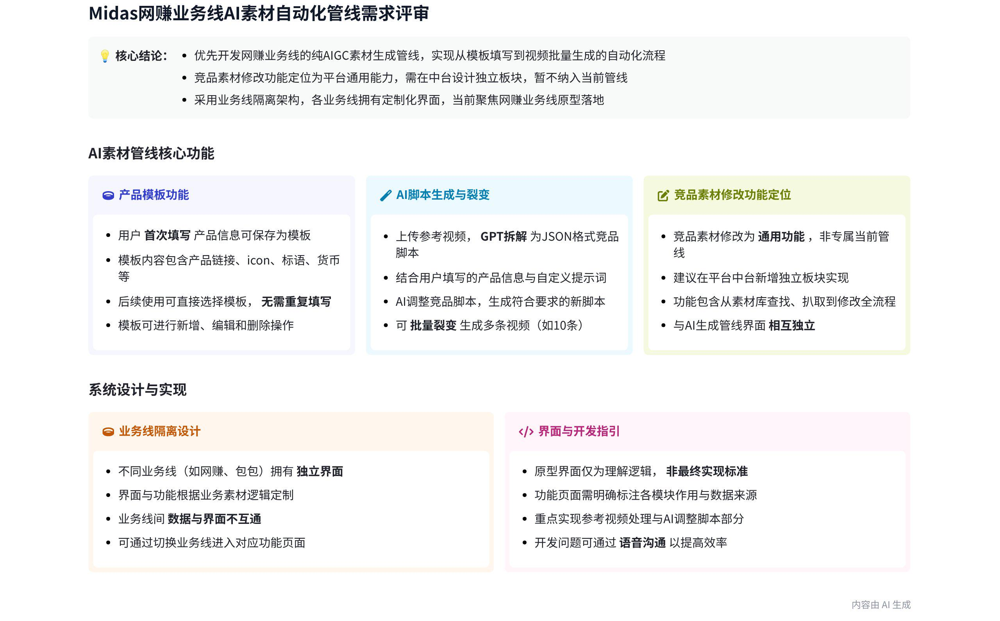 Midas网赚业务线AI素材自动化管线需求评审
💡 核心结论：
• 优先开发网赚业务线的纯AIGC素材生成管线，实现从模板填写到视频批量生成的自动化流程
• 竞品素材修改功能定位为平台通用能力，需在中台设计独立板块，暂不纳入当前管线
• 采用业务线隔离架构，各业务线拥有定制化界面，当前聚焦网赚业务线原型落地
AI素材管线核心功能
产品模板功能
• 用户 首次填写 产品信息可保存为模板
• 模板内容包含产品链接、icon、标语、货币
等
• 后续使用可直接选择模板， 无需重复填写
• 模板可进行新增、编辑和删除操作
AI脚本生成与裂变
• 上传参考视频， GPT拆解 为JSON格式竞品
脚本
• 结合用户填写的产品信息与自定义提示词
• AI调整竞品脚本，生成符合要求的新脚本
• 可 批量裂变 生成多条视频（如10条）
竞品素材修改功能定位
• 竞品素材修改为 通用功能 ，非专属当前管
线
• 建议在平台中台新增独立板块实现
• 功能包含从素材库查找、扒取到修改全流程
• 与AI生成管线界面 相互独立
系统设计与实现
业务线隔离设计
• 不同业务线（如网赚、包包）拥有 独立界面
• 界面与功能根据业务素材逻辑定制
• 业务线间 数据与界面不互通
• 可通过切换业务线进入对应功能页面
界面与开发指引
• 原型界面仅为理解逻辑， 非最终实现标准
• 功能页面需明确标注各模块作用与数据来源
• 重点实现参考视频处理与AI调整脚本部分
• 开发问题可通过 语音沟通 以提高效率
内容由 AI 生成